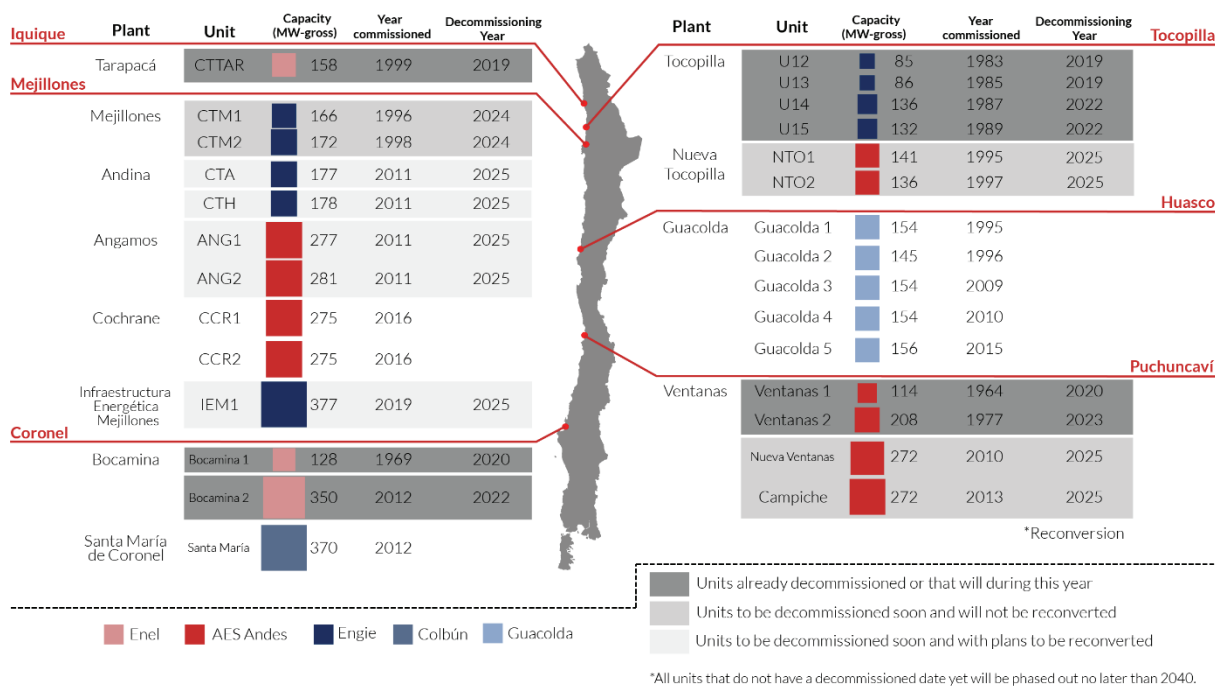 Iquique
Plant Unit Capacity (MW-gross) Year commissioned Decommissioning Year
Tarapacá CTTAR 158 1999 2019
Mejillones
Mejillones CTM1 166 1996 2024
CTM2 172 1998 2024
Andina CTA 177 2011 2025
CTH 178 2011 2025
Angamos ANG1 277 2011 2025
ANG2 281 2011 2025
Cochrane CCR1 275 2016
CCR2 275 2016
Infraestructura Energética Mejillones IEM1 377 2019 2025
Coronel
Bocamina Bocamina 1 128 1969 2020
Bocamina 2 350 2012 2022
Santa María de Coronel Santa María 370 2012
Plant Unit Capacity (MW-gross) Year commissioned Decommissioning Year
Tocopilla
Tocopilla U12 85 1983 2019
U13 86 1985 2019
U14 136 1987 2022
U15 132 1989 2022
Nueva Tocopilla NTO1 141 1995 2025
NTO2 136 1997 2025
Huasco
Guacolda Guacolda 1 154 1995
Guacolda 2 145 1996
Guacolda 3 154 2009
Guacolda 4 154 2010
Guacolda 5 156 2015
Puchuncaví
Ventanas Ventanas 1 114 1964 2020
Ventanas 2 208 1977 2023
Nueva Ventanas 272 2010 2025
Campiche 272 2013 2025
*Reconversion
Enel AES Andes Engie Colbún Guacolda
Units already decommissioned or that will during this year
Units to be decommissioned soon and will not be reconverted
Units to be decommissioned soon and with plans to be reconverted
*All units that do not have a decommissioned date yet will be phased out no later than 2040.